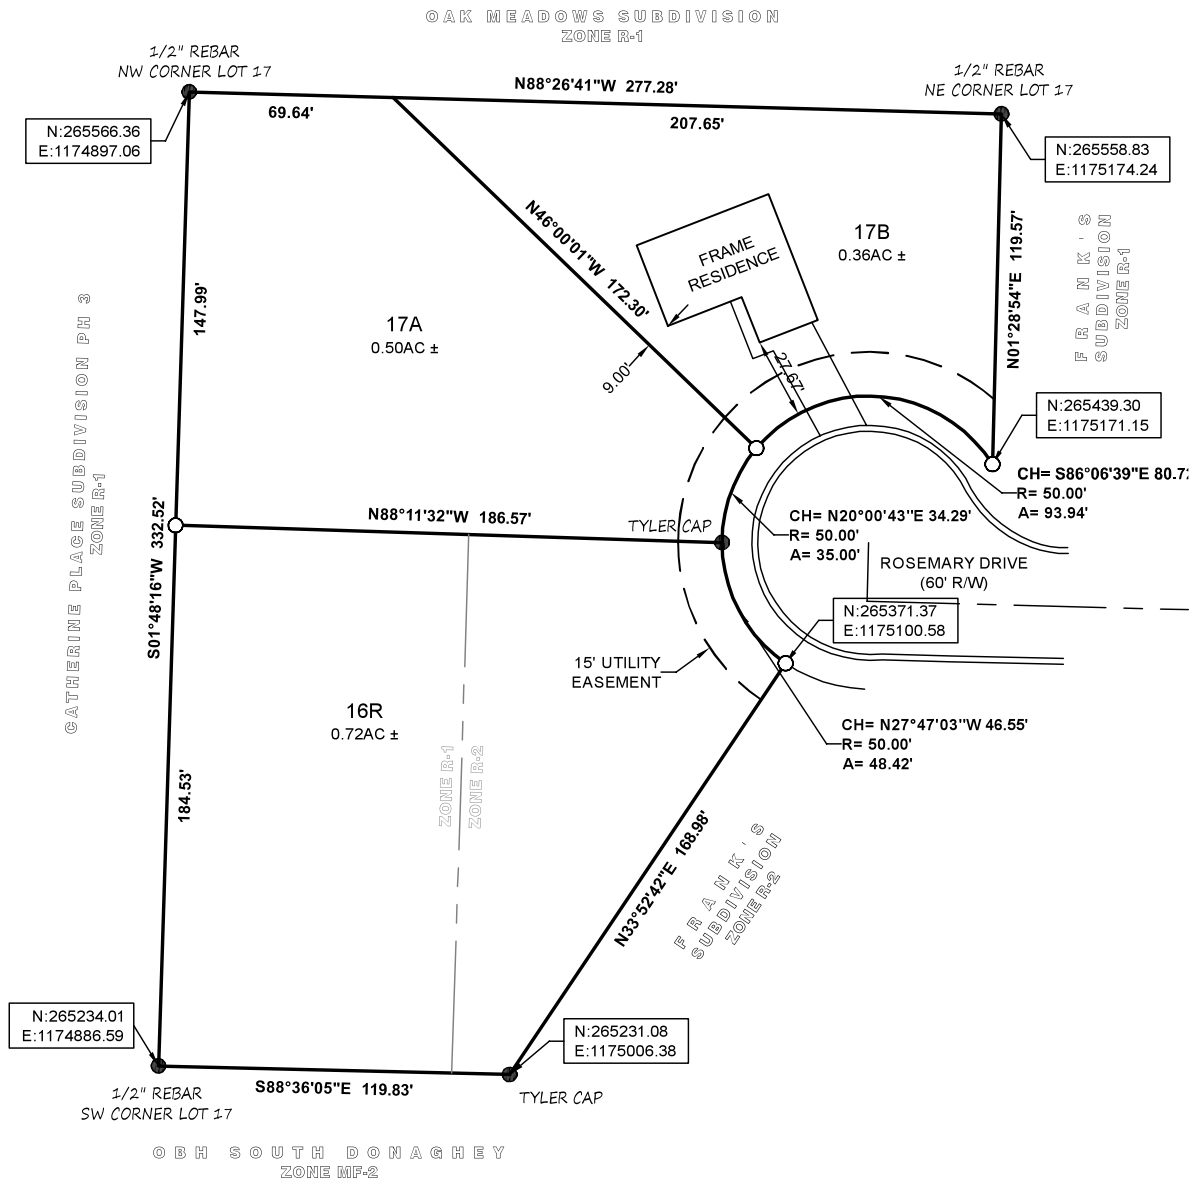 OAK MEADOWS SUBDIVISION
ZONE R-1
1/2" REBAR
NW CORNER LOT 17
N88°26'41"W 277.28'
1/2" REBAR
NE CORNER LOT 17
69.64'
207.65'
N:265566.36
E:1174897.06
N:265558.83
E:1175174.24
N46°00'01"W 172.30'
FRAME
RESIDENCE
17B
0.36AC ±
N01°28'54"E 119.57'
FRANK'S
SUBDIVISION
ZONE R-1
147.99'
17A
0.50AC ±
9.00'
27.67'
CATHERINE PLACE SUBDIVISION PH 3
ZONE R-1
N:265439.30
E:1175171.15
CH= S86°06'39"E 80.72
R= 50.00'
A= 93.94'
S01°48'16"W 332.52'
N88°11'32"W 186.57'
TYLER CAP
CH= N20°00'43"E 34.29'
R= 50.00'
A= 35.00'
ROSEMARY DRIVE
(60' R/W)
N:265371.37
E:1175100.58
15' UTILITY
EASEMENT
16R
0.72AC ±
CH= N27°47'03"W 46.55'
R= 50.00'
A= 48.42'
ZONE R-1
ZONE R-2
184.53'
N33°52'42"E 168.98'
FRANK'S
SUBDIVISION
ZONE R-2
N:265234.01
E:1174886.59
N:265231.08
E:1175006.38
S88°36'05"E 119.83'
1/2" REBAR
SW CORNER LOT 17
TYLER CAP
OBH SOUTH DONAGHEY
ZONE MF-2